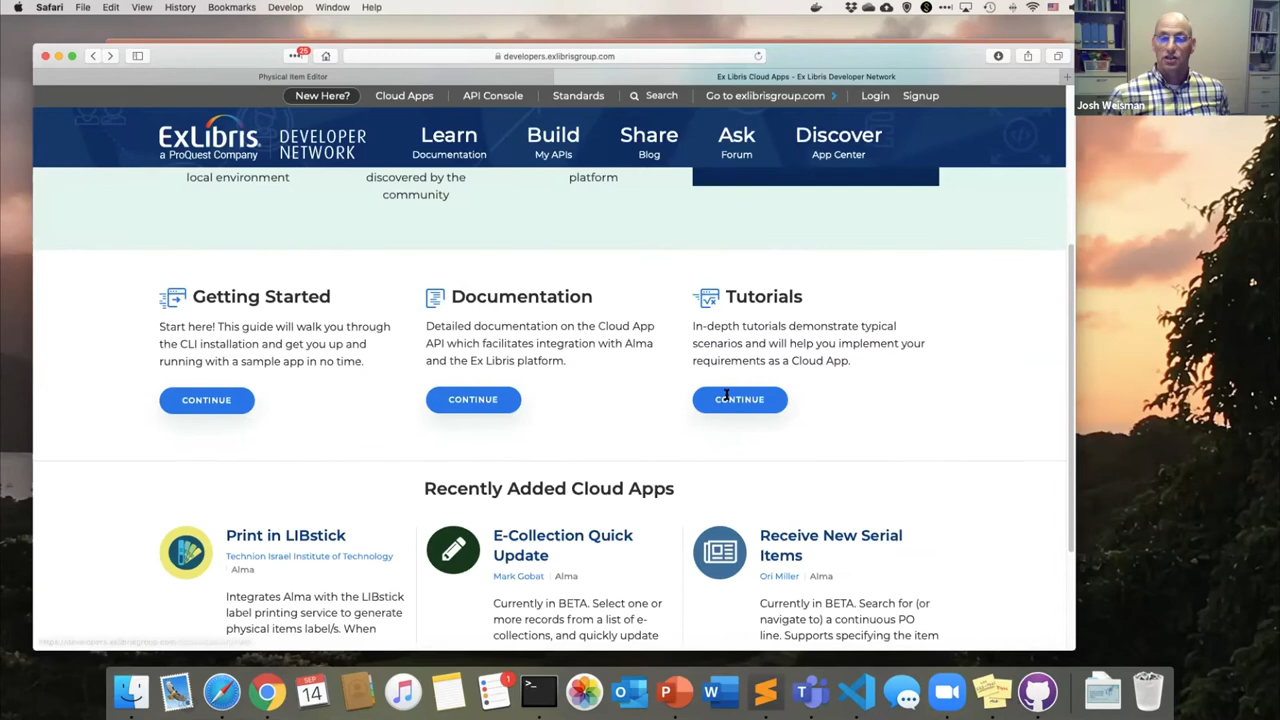 Safari File Edit View History Bookmarks Develop Window Help
Josh Weisman
25
developers.exlibrisgroup.com
Physical Item Editor
Ex Libris Cloud Apps - Ex Libris Developer Network
New Here? Cloud Apps API Console Standards Search Go to exlibrisgroup.com Login Signup
ExLibris
a ProQuest Company
DEVELOPER
NETWORK
Learn
Documentation
Build
My APIs
Share
Blog
Ask
Forum
Discover
App Center
local environment
discovered by the
community
platform
Getting Started
Start here! This guide will walk you through
the CLI installation and get you up and
running with a sample app in no time.
CONTINUE
Documentation
Detailed documentation on the Cloud App
API which facilitates integration with Alma
and the Ex Libris platform.
CONTINUE
Tutorials
In-depth tutorials demonstrate typical
scenarios and will help you implement your
requirements as a Cloud App.
CONTINUE
Recently Added Cloud Apps
Print in LIBstick
Technion Israel Institute of Technology
Alma
Integrates Alma with the LIBstick
label printing service to generate
physical items label/s. When
E-Collection Quick
Update
Mark Gobat Alma
Currently in BETA. Select one or
more records from a list of e-
collections, and quickly update
Receive New Serial
Items
Ori Miller Alma
Currently in BETA. Search for (or
navigate to) a continuous PO
line. Supports specifying the item
SEP
14
1